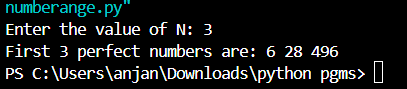 numberange.py"
Enter the value of N: 3
First 3 perfect numbers are: 6 28 496
PS C:\Users\anjan\Downloads\python pgms>